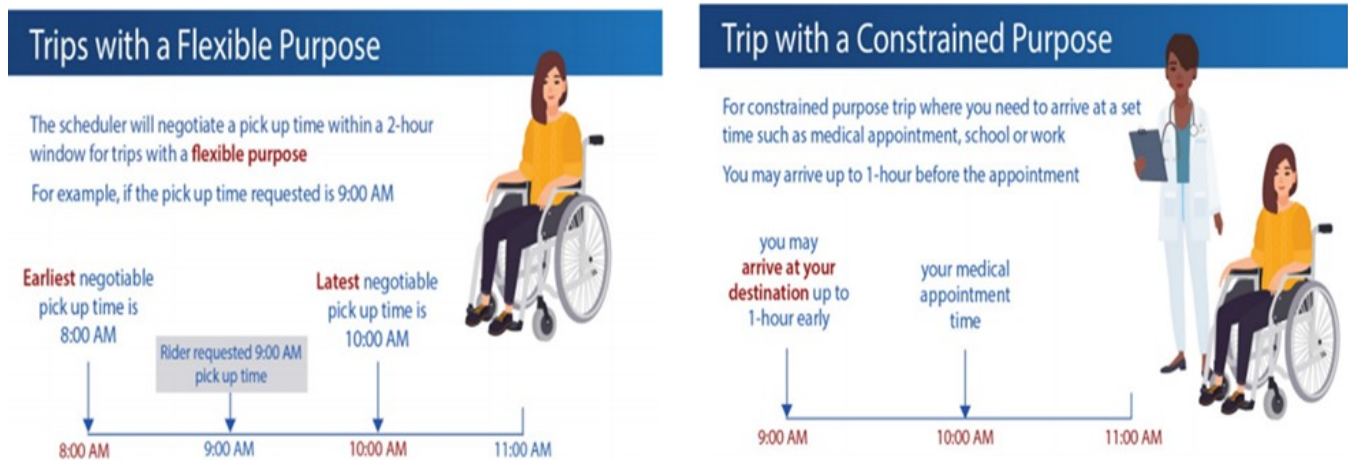 Trips with a Flexible Purpose
The scheduler will negotiate a pick up time within a 2-hour
window for trips with a flexible purpose
For example, if the pick up time requested is 9:00 AM
Earliest negotiable
pick up time is
8:00 AM
Rider requested 9:00 AM
pick up time
Latest negotiable
pick up time is
10:00 AM
8:00 AM
9:00 AM
10:00 AM
11:00 AM
Trip with a Constrained Purpose
For constrained purpose trip where you need to arrive at a set
time such as medical appointment, school or work
You may arrive up to 1-hour before the appointment
you may
arrive at your
destination up to
1-hour early
your medical
appointment
time
9:00 AM
10:00 AM
11:00 AM